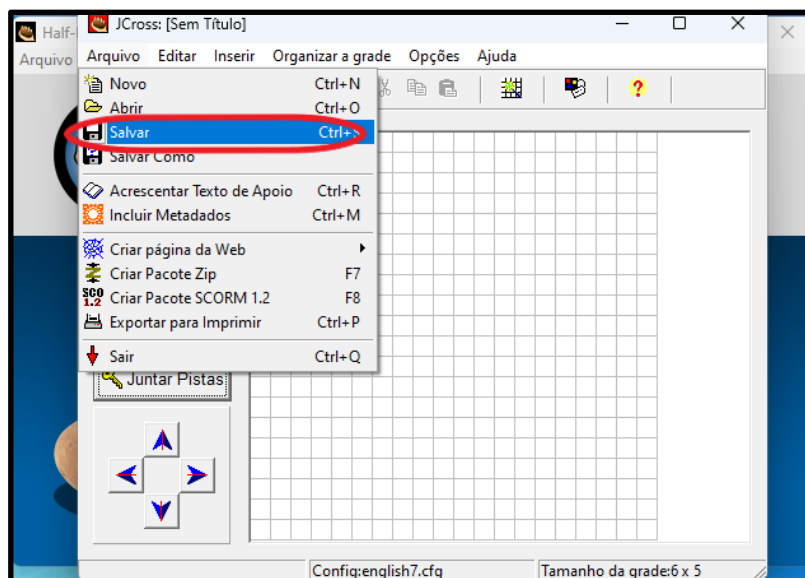 Half-
JCross: [Sem Título]
Arquivo
Arquivo Editar Inserir Organizar a grade Opções Ajuda
Novo Ctrl+N
Abrir Ctrl+O
Salvar Ctrl+S
Salvar Como
Acrescentar Texto de Apoio Ctrl+R
Incluir Metadados Ctrl+M
Criar página da Web
Criar Pacote Zip F7
SCO 1.2 Criar Pacote SCORM 1.2 F8
Exportar para Imprimir Ctrl+P
Sair Ctrl+Q
Juntar Pistas
Config:english7.cfg Tamanho da grade:6 x 5